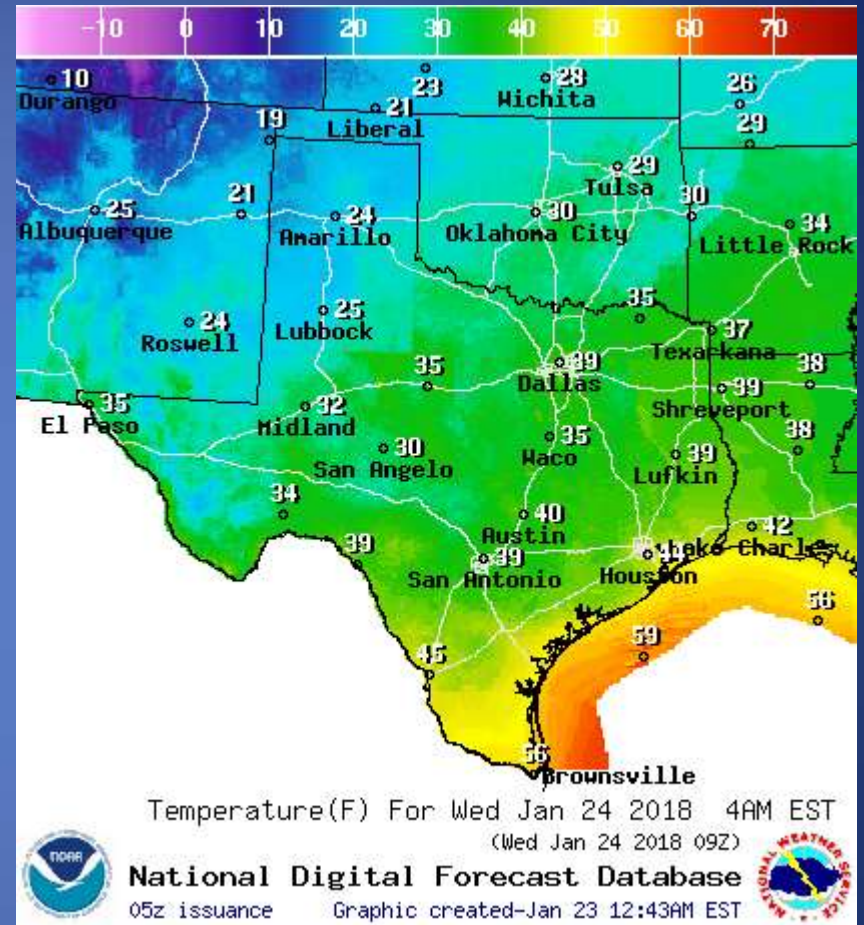 -10 0 10 20 30 40 50 60 70
10 Durango
23
28 Wichita
26
21 Liberal
19
29
29 Tulsa
25 Albuquerque
21
24 Amarillo
30 Oklahoma City
30
34 Little Rock
24 Roswell
25 Lubbock
35
37 Texarkana
39 Dallas
35
35 El Paso
32 Midland
39 Shreveport
38
30 San Angelo
35 Waco
39 Lufkin
38
34
40 Austin
42 Lake Charles
39
39 San Antonio
44 Houston
45
59
56
56 Brownsville
Temperature(F) For Wed Jan 24 2018 4AM EST
(Wed Jan 24 2018 09Z)
NOAA
National Digital Forecast Database
05z issuance Graphic created-Jan 23 12:43AM EST
NATIONAL WEATHER SERVICE